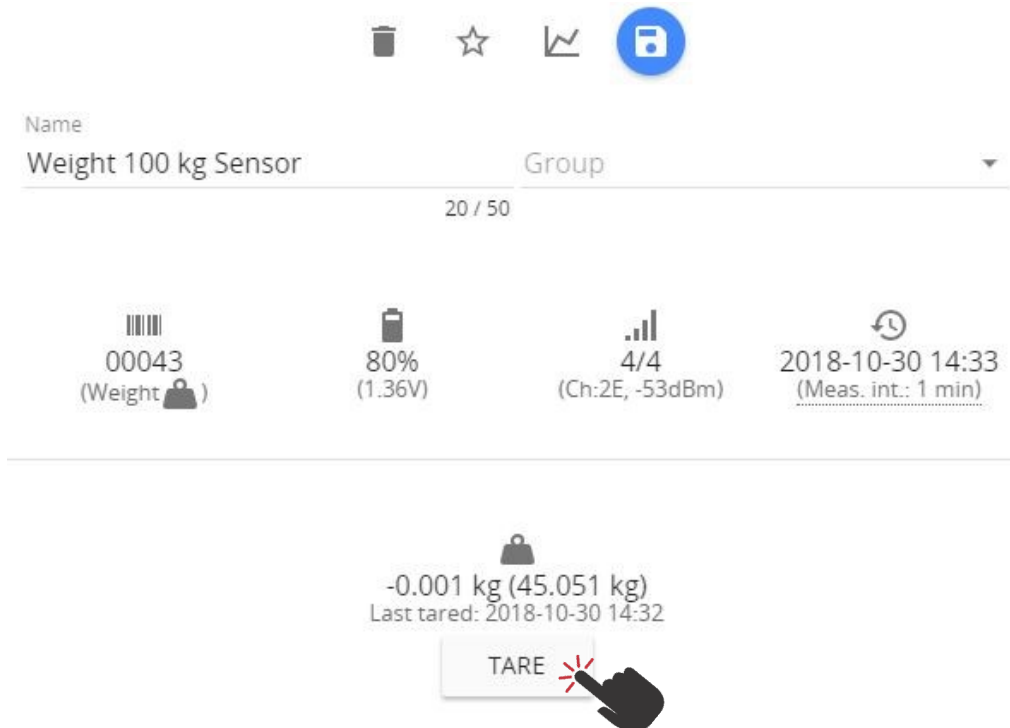 Name
Weight 100 kg Sensor
Group
20 / 50
00043
(Weight )
80%
(1.36V)
4/4
(Ch:2E, -53dBm)
2018-10-30 14:33
(Meas. int.: 1 min)
-0.001 kg (45.051 kg)
Last tared: 2018-10-30 14:32
TARE